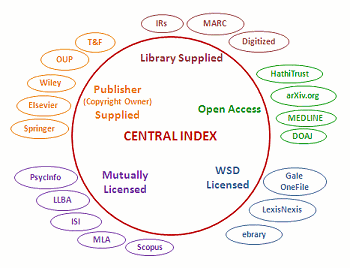 IRs
MARC
Digitized
T&F
OUP
Wiley
Elsevier
Springer
Library Supplied
Publisher
(Copyright Owner)
Supplied
Open Access
HathiTrust
arXiv.org
MEDLINE
DOAJ
CENTRAL INDEX
Mutually
Licensed
WSD
Licensed
PsycInfo
LLBA
ISI
MLA
Scopus
Gale
OneFile
LexisNexis
ebrary